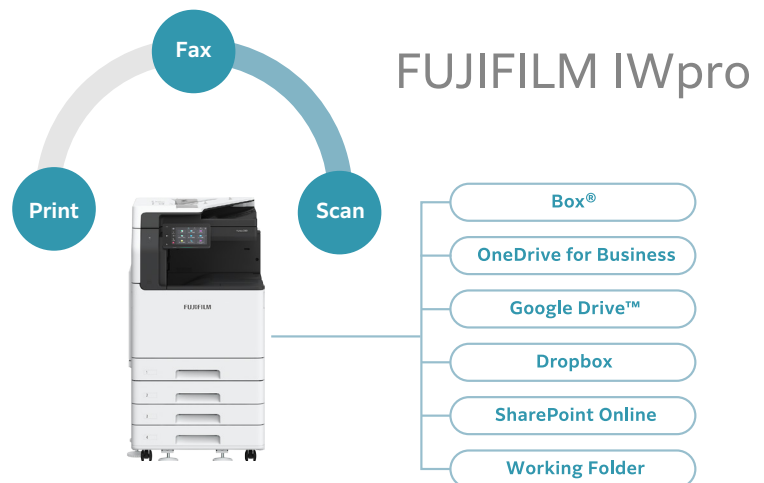 Fax
FUJIFILM IWpro
Print
Scan
Box®
OneDrive for Business
Google Drive™
Dropbox
SharePoint Online
Working Folder
FUJIFILM